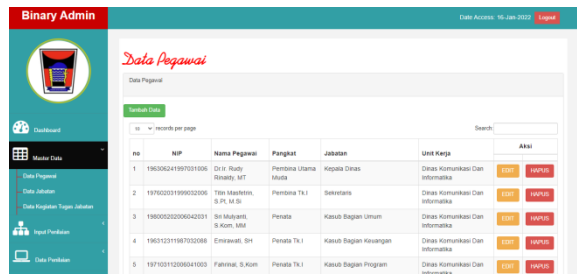 Binary Admin
Date Access: 16-Jan-2022 Logout
Data Pegawai
Data Pegawai
Tambah Data
10 records per page
Search:
Dashboard
Master Data
Data Pegawai
Data Jabatan
Data Kegiatan Tugas Jabatan
Input Penilaian
Data Penilaian
no NIP Nama Pegawai Pangkat Jabatan Unit Kerja Aksi
1 196306241997031006 Dr.Ir. Rudy Rinaldy, MT Pembina Utama Muda Kepala Dinas Dinas Komunikasi Dan Informatika EDIT HAPUS
2 197602031999032006 Titin Masfetrin, S.Pt, M.Si Pembina Tk.I Sekretaris Dinas Komunikasi Dan Informatika EDIT HAPUS
3 198005202006042031 Sri Mulyanti, S.Kom, MM Penata Kasub Bagian Umum Dinas Komunikasi Dan Informatika EDIT HAPUS
4 196312311987032088 Emirawati, SH Penata Tk.I Kasub Bagian Keuangan Dinas Komunikasi Dan Informatika EDIT HAPUS
5 197103112006041003 Fahrinal, S.Kom Penata Tk.I Kasub Bagian Program Dinas Komunikasi Dan Informatika EDIT HAPUS